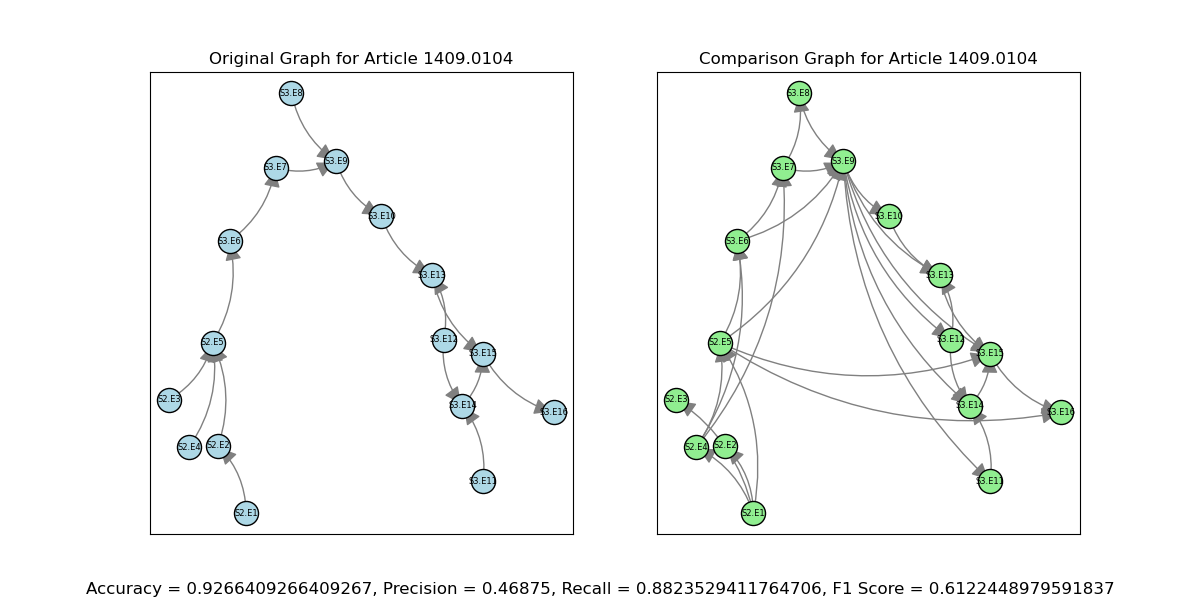 Original Graph for Article 1409.0104
S3.E8
S3.E9
S3.E7
S3.E10
S3.E6
S3.E13
S2.E5
S3.E12
S3.E15
S2.E3
S3.E14
S3.E16
S2.E4
S2.E2
S3.E11
S2.E1
Comparison Graph for Article 1409.0104
S3.E8
S3.E9
S3.E7
S3.E10
S3.E6
S3.E13
S2.E5
S3.E12
S3.E15
S2.E3
S3.E14
S3.E16
S2.E4
S2.E2
S3.E11
S2.E1
Accuracy = 0.9266409266409267, Precision = 0.46875, Recall = 0.8823529411764706, F1 Score = 0.6122448979591837